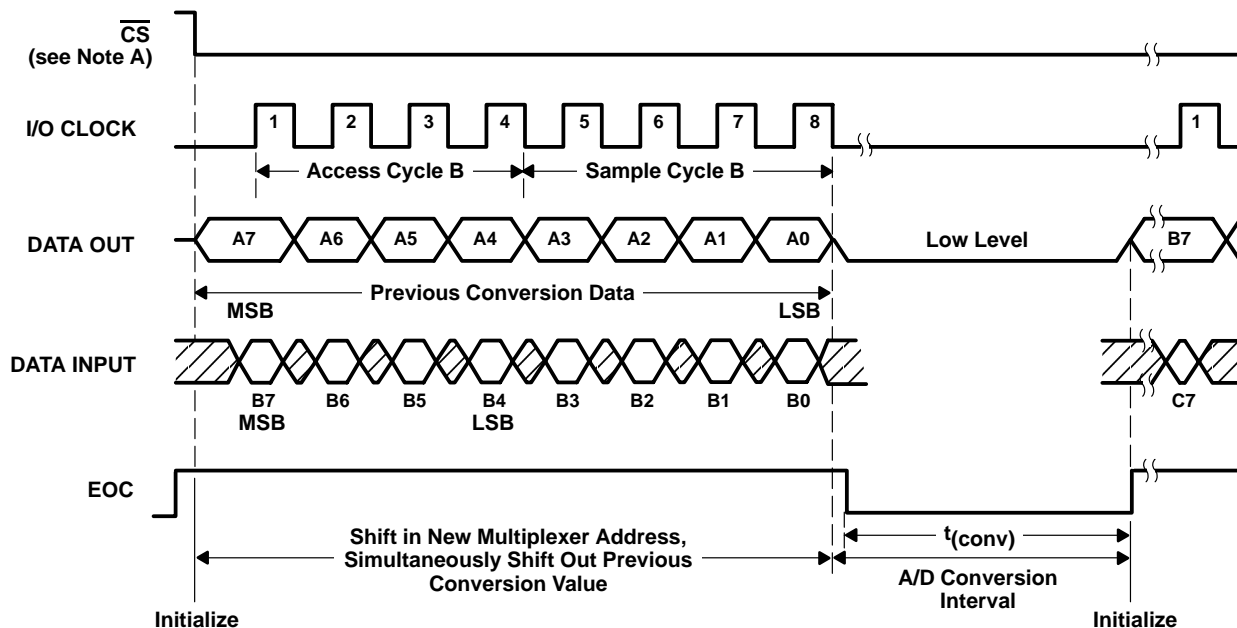 CS
(see Note A)
I/O CLOCK
1 2 3 4 5 6 7 8 1
Access Cycle B Sample Cycle B
DATA OUT
A7 A6 A5 A4 A3 A2 A1 A0 Low Level B7
Previous Conversion Data
MSB LSB
DATA INPUT
B7 B6 B5 B4 B3 B2 B1 B0 C7
MSB LSB
EOC
Shift in New Multiplexer Address,
Simultaneously Shift Out Previous
Conversion Value
t(conv)
A/D Conversion
Interval
Initialize Initialize